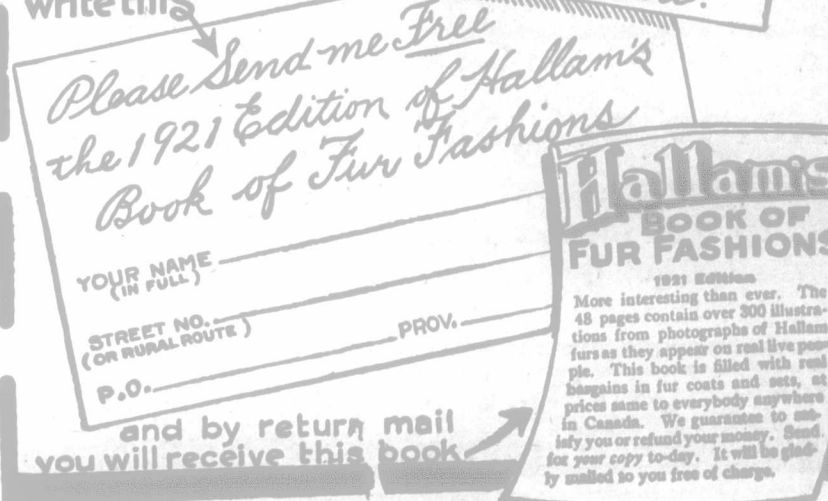 write this
Please Send me Free
the 1921 Edition of Hallam's
Book of Fur Fashions
YOUR NAME
(IN FULL)
STREET NO.
(OR RURAL ROUTE)
PROV.
P.O.
and by return mail
you will receive this book
Hallam's
BOOK OF
FUR FASHIONS
1921 Edition
More interesting than ever. The
48 pages contain over 300 illustra-
tions from photographs of Hallam
furs as they appear on real live peo-
ple. This book is filled with real
bargains in fur coats and sets, at
prices same to everybody anywhere
in Canada. We guarantee to sat-
isfy you or refund your money. Send
for your copy to-day. It will be glad-
ly mailed to you free of charge.